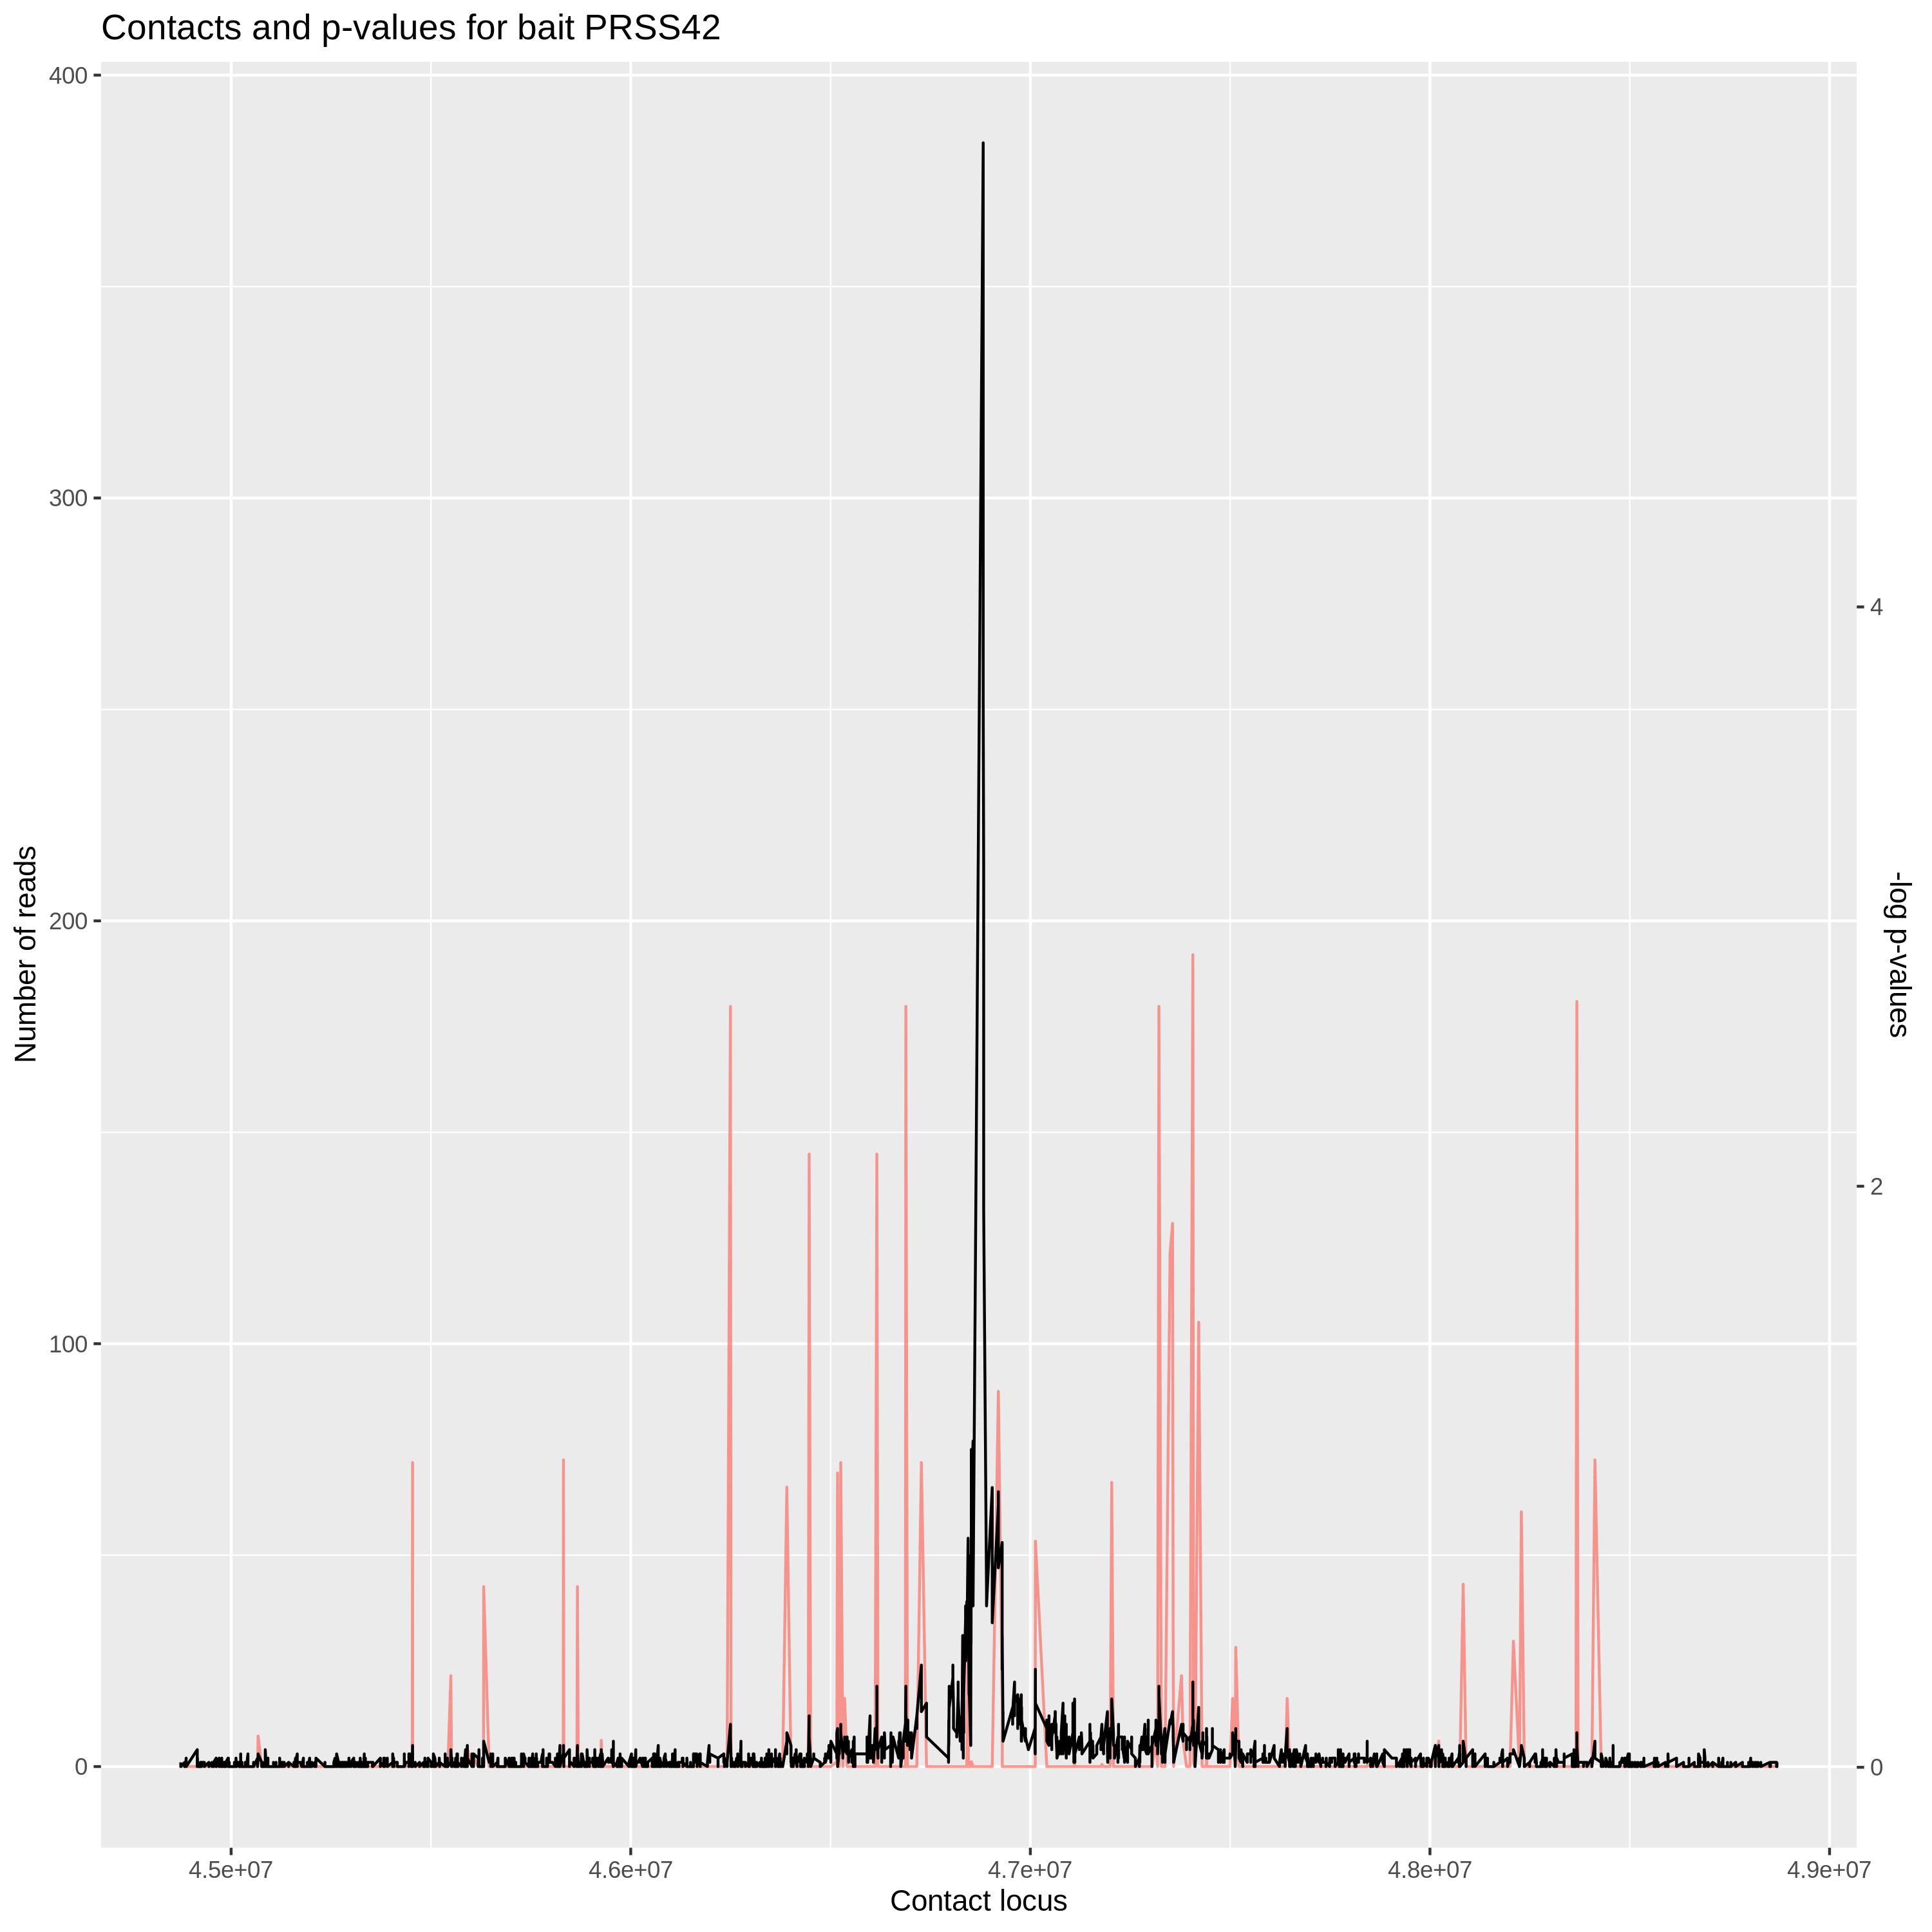 Contacts and p-values for bait PRSS42
400
300
200
100
0
Number of reads
4
2
0
-log p-values
4.5e+07
4.6e+07
4.7e+07
4.8e+07
4.9e+07
Contact locus